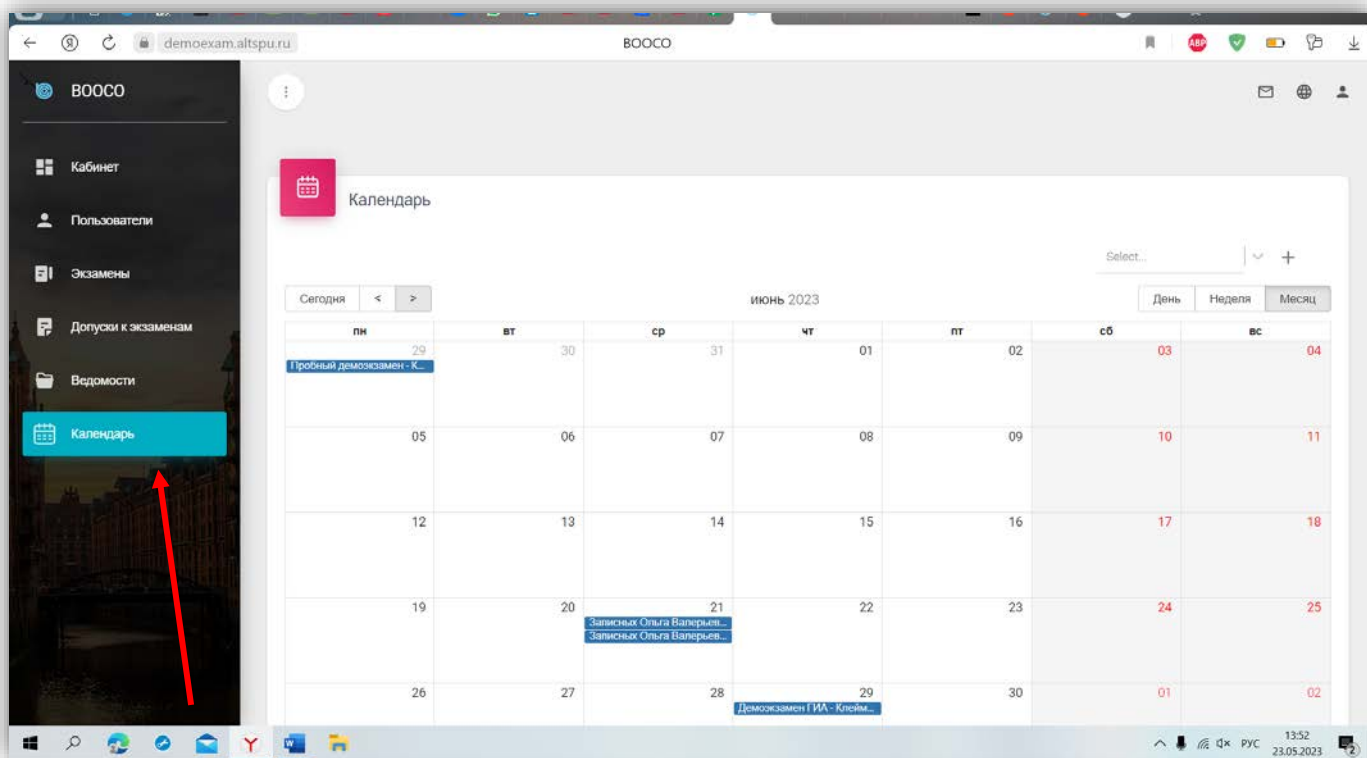 demoexam.altspu.ru
BOOCO
ABP
BOOCO
Кабинет
Пользователи
Экзамены
Допуски к экзаменам
Ведомости
Календарь
Календарь
Select...
Сегодня < >
июнь 2023
День Неделя Месяц
пн вт ср чт пт сб вс
29 30 31 01 02 03 04
Пробный демоэкзамен - К...
05 06 07 08 09 10 11
12 13 14 15 16 17 18
19 20 21 22 23 24 25
Записных Ольга Валерьев...
Записных Ольга Валерьев...
26 27 28 29 30 01 02
Демоэкзамен ГИА - Клейм...
РУС
13:52
23.05.2023
2